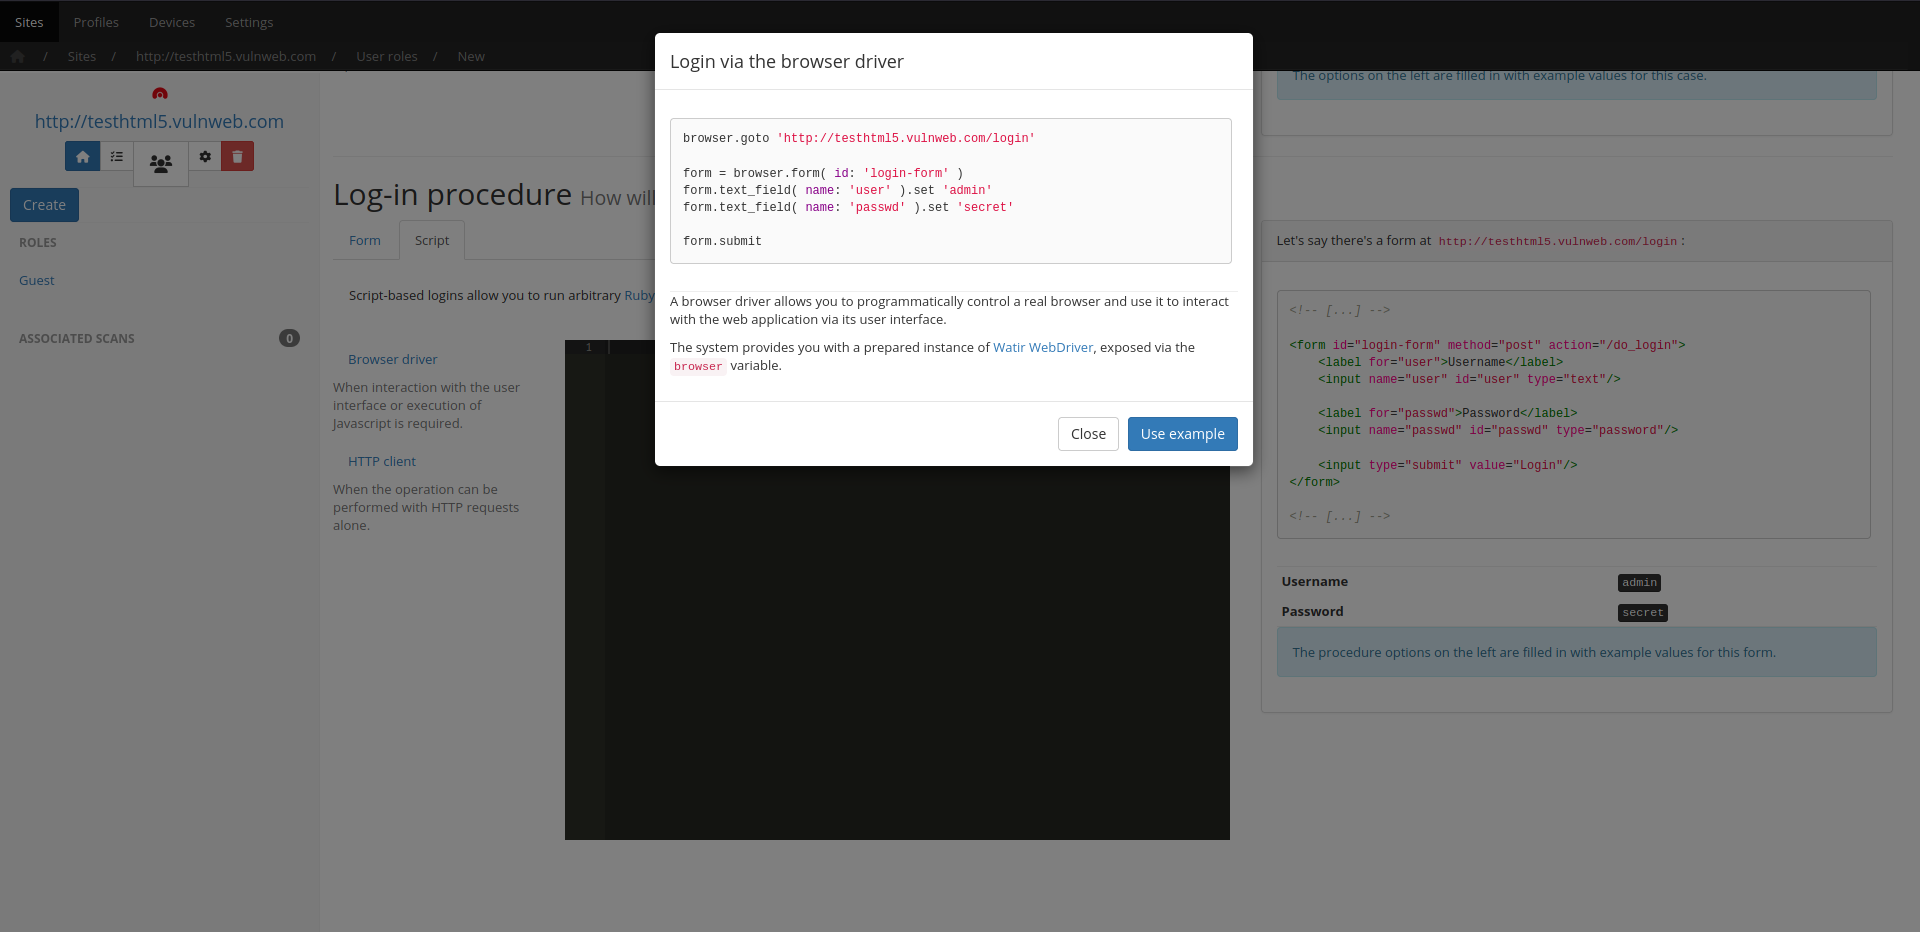 Sites Profiles Devices Settings
/ Sites / http://testhtml5.vulnweb.com / User roles / New
http://testhtml5.vulnweb.com
Create
ROLES
Guest
ASSOCIATED SCANS 0
Log-in procedure How will
Form Script
Script-based logins allow you to run arbitrary Ruby
Browser driver
When interaction with the user
interface or execution of
Javascript is required.
HTTP client
When the operation can be
performed with HTTP requests
alone.
1
Login via the browser driver
browser.goto 'http://testhtml5.vulnweb.com/login'
form = browser.form( id: 'login-form' )
form.text_field( name: 'user' ).set 'admin'
form.text_field( name: 'passwd' ).set 'secret'
form.submit
A browser driver allows you to programmatically control a real browser and use it to interact
with the web application via its user interface.
The system provides you with a prepared instance of Watir WebDriver, exposed via the
browser variable.
Close Use example
The options on the left are filled in with example values for this case.
Let's say there's a form at http://testhtml5.vulnweb.com/login :
<!-- [...] -->
<form id="login-form" method="post" action="/do_login">
<label for="user">Username</label>
<input name="user" id="user" type="text"/>
<label for="passwd">Password</label>
<input name="passwd" id="passwd" type="password"/>
<input type="submit" value="Login"/>
</form>
<!-- [...] -->
Username admin
Password secret
The procedure options on the left are filled in with example values for this form.